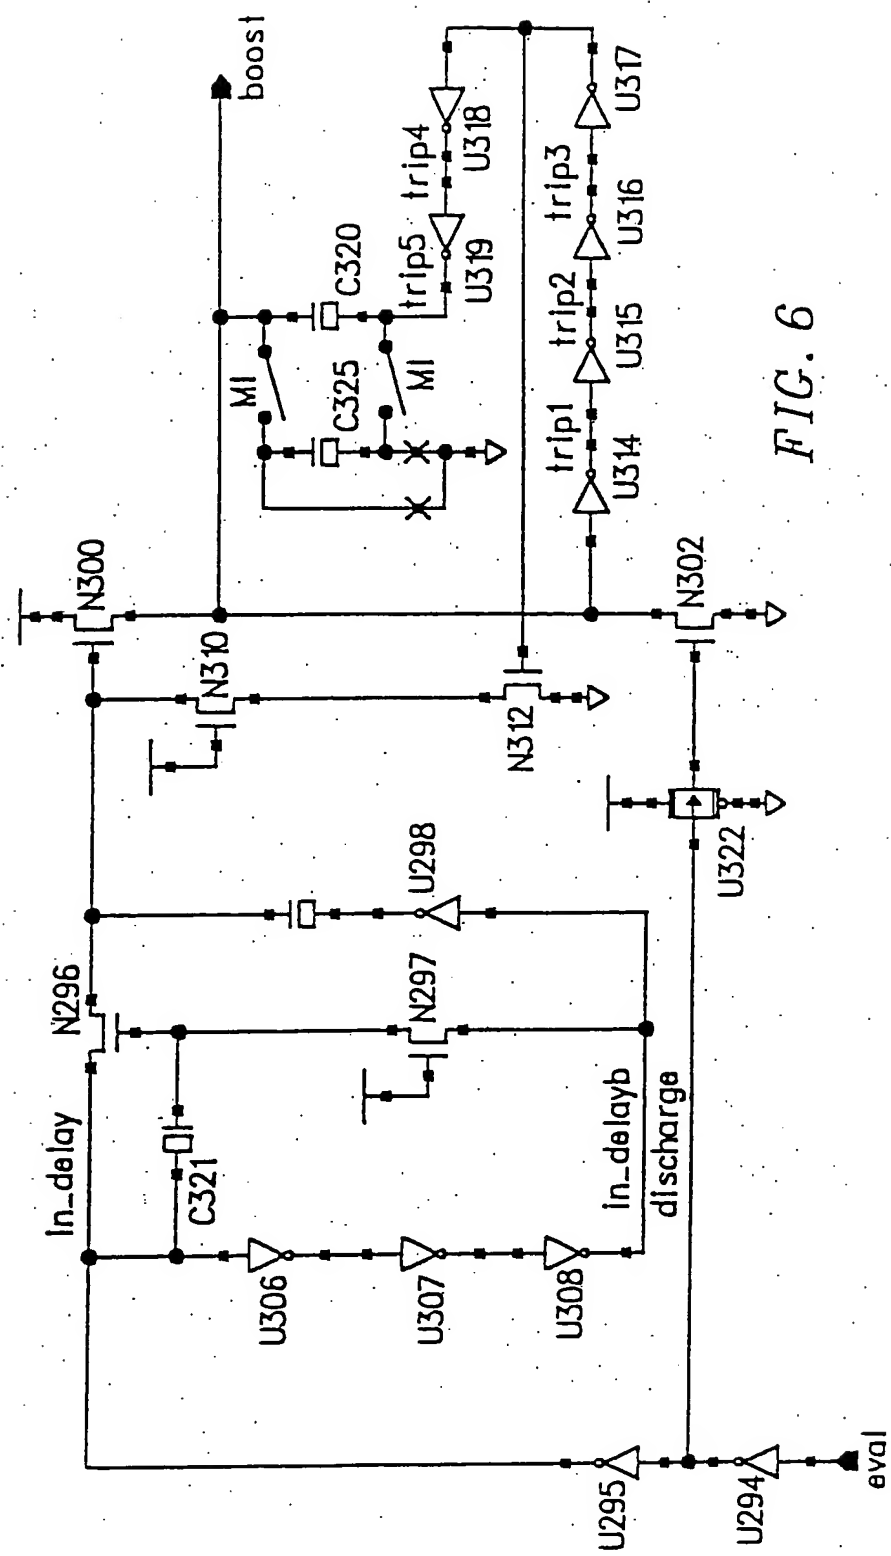 boost
U317
U318
trip4
trip3
U316
U319
trip5
C320
trip2
U315
MI
C325
MI
trip1
U314
FIG. 6
N300
N302
N310
N312
U322
U298
N296
N297
in_delay
in_delayb
discharge
C321
U306
U307
U308
U295
U294
eval